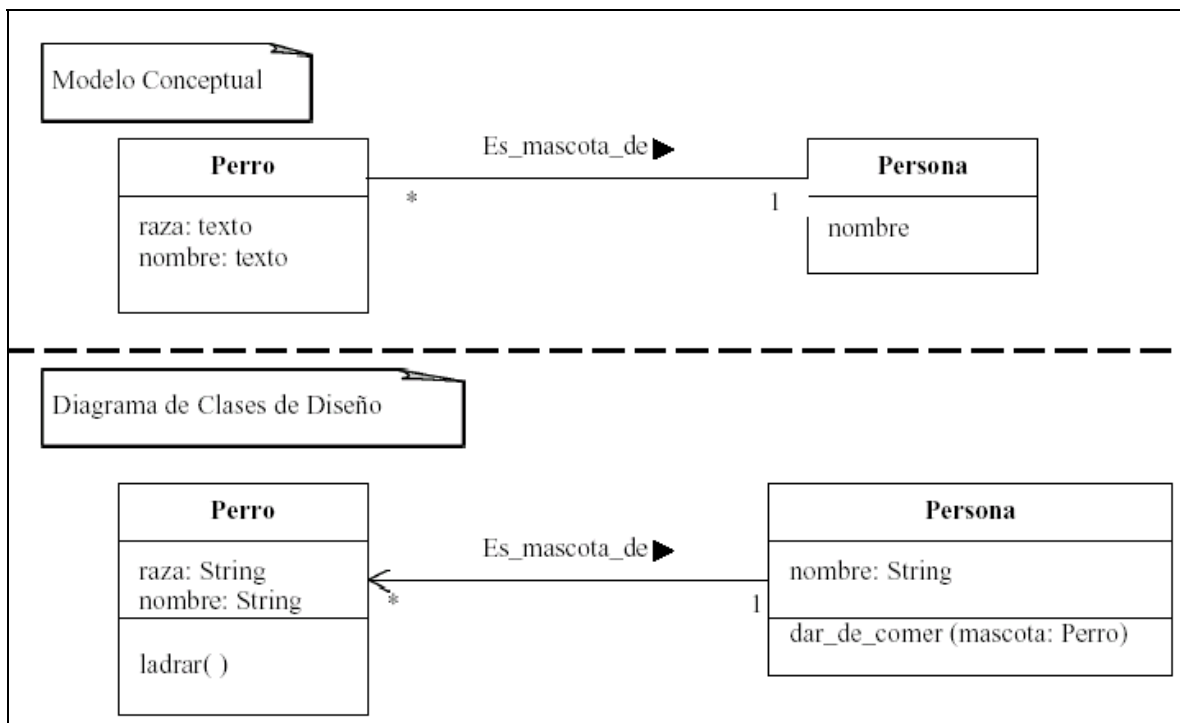 Modelo Conceptual
Es_mascota_de
Perro
Persona
*
1
raza: texto
nombre: texto
nombre
Diagrama de Clases de Diseño
Perro
Persona
Es_mascota_de
raza: String
nombre: String
nombre: String
*
1
ladrar( )
dar_de_comer (mascota: Perro)